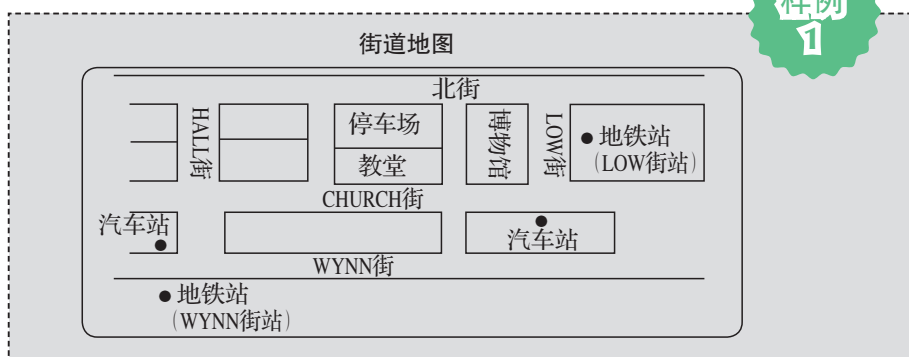 样例
1
街道地图
北街
HALL街
停车场
教堂
博物馆
LOW街
地铁站
（LOW街站）
CHURCH街
汽车站
汽车站
WYNN街
地铁站
（WYNN街站）